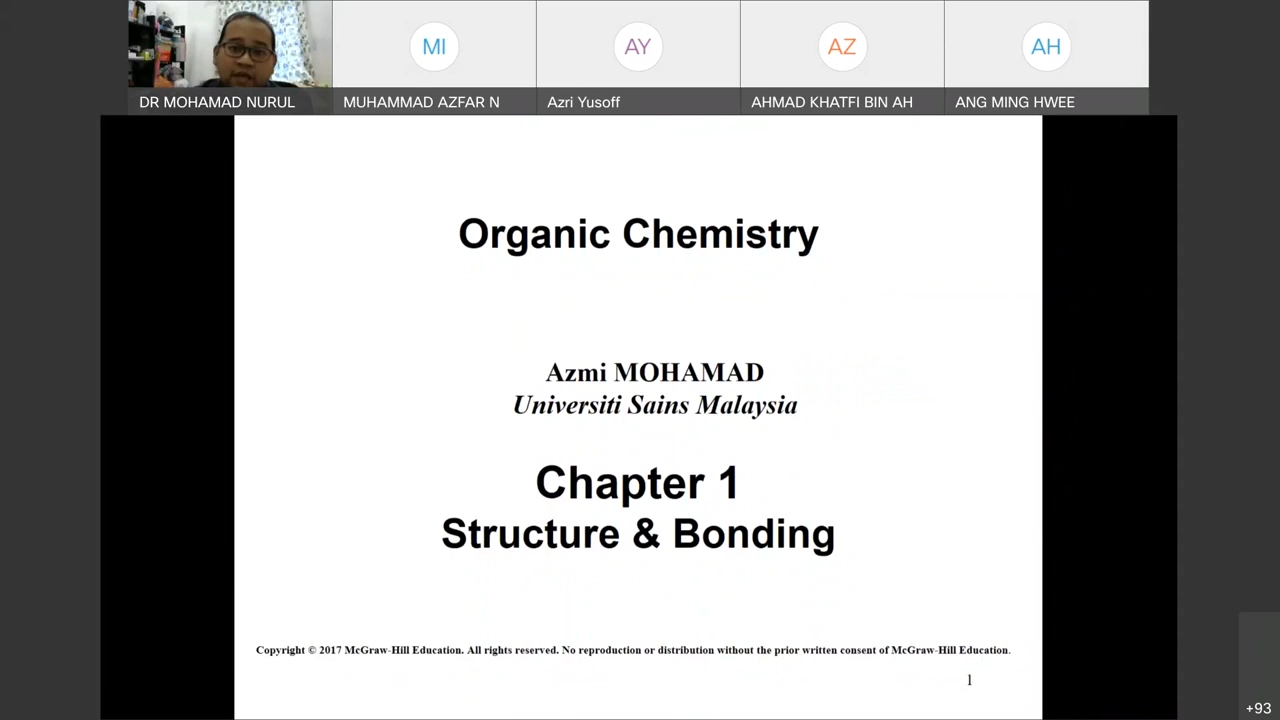 MI
AY
AZ
AH
DR MOHAMAD NURUL
MUHAMMAD AZFAR N
Azri Yusoff
AHMAD KHATFI BIN AH
ANG MING HWEE
Organic Chemistry
Azmi MOHAMAD
Universiti Sains Malaysia
Chapter 1
Structure & Bonding
Copyright © 2017 McGraw-Hill Education. All rights reserved. No reproduction or distribution without the prior written consent of McGraw-Hill Education.
1
+93